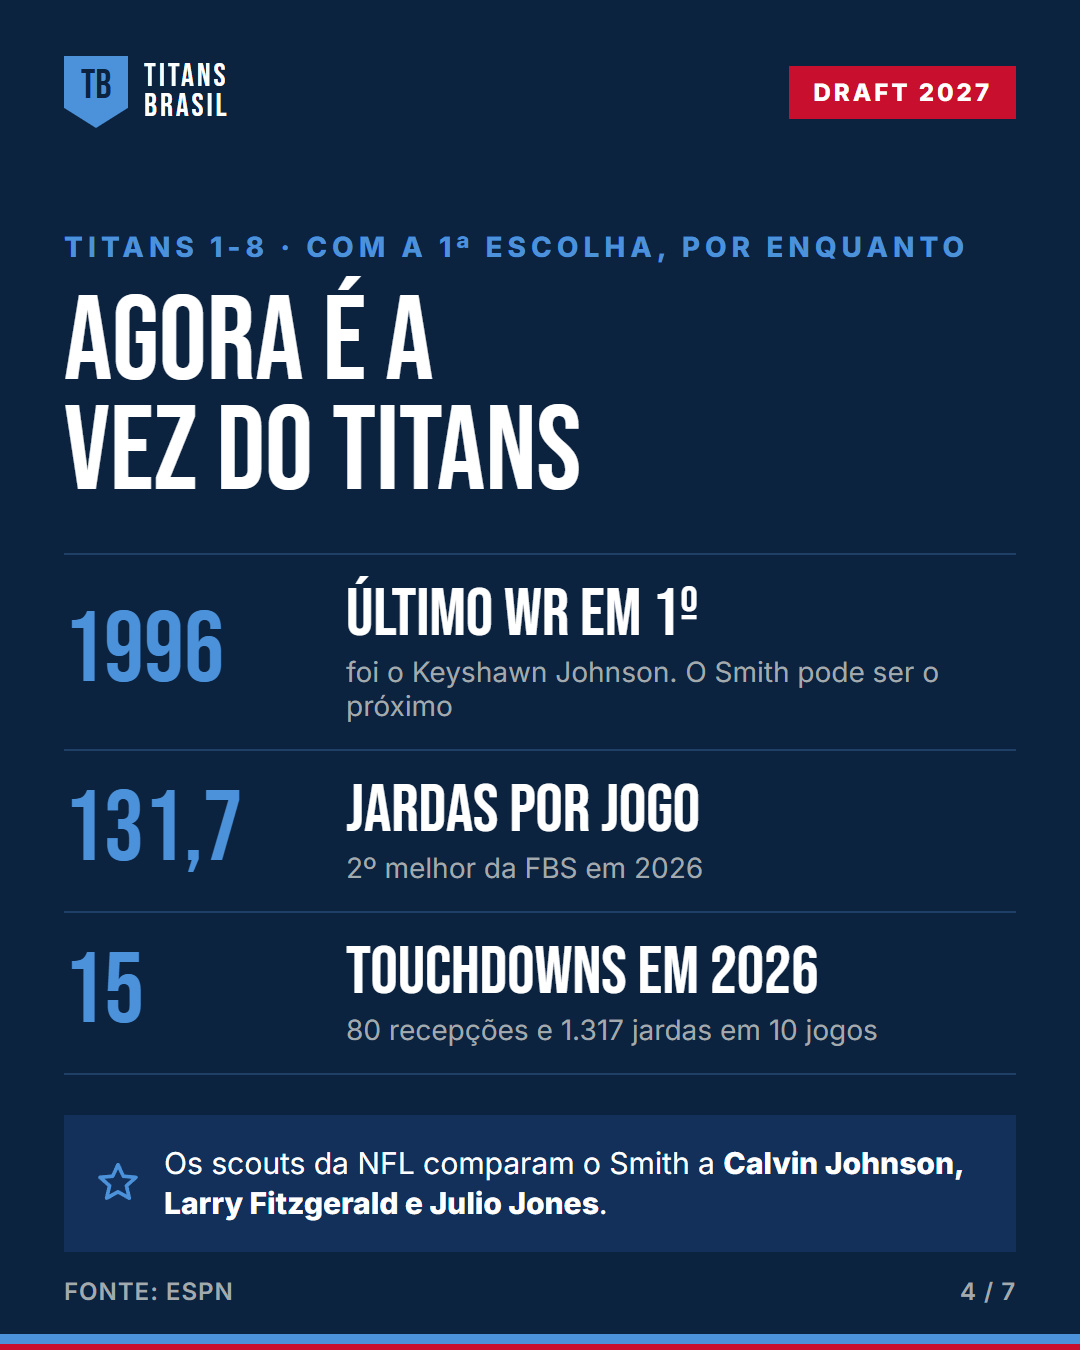 TB
TITANS
BRASIL
DRAFT 2027
TITANS 1-8 · COM A 1ª ESCOLHA, POR ENQUANTO
AGORA É A
VEZ DO TITANS
1996
ÚLTIMO WR EM 1º
foi o Keyshawn Johnson. O Smith pode ser o
próximo
131,7
JARDAS POR JOGO
2º melhor da FBS em 2026
15
TOUCHDOWNS EM 2026
80 recepções e 1.317 jardas em 10 jogos
Os scouts da NFL comparam o Smith a Calvin Johnson,
Larry Fitzgerald e Julio Jones.
FONTE: ESPN
4 / 7